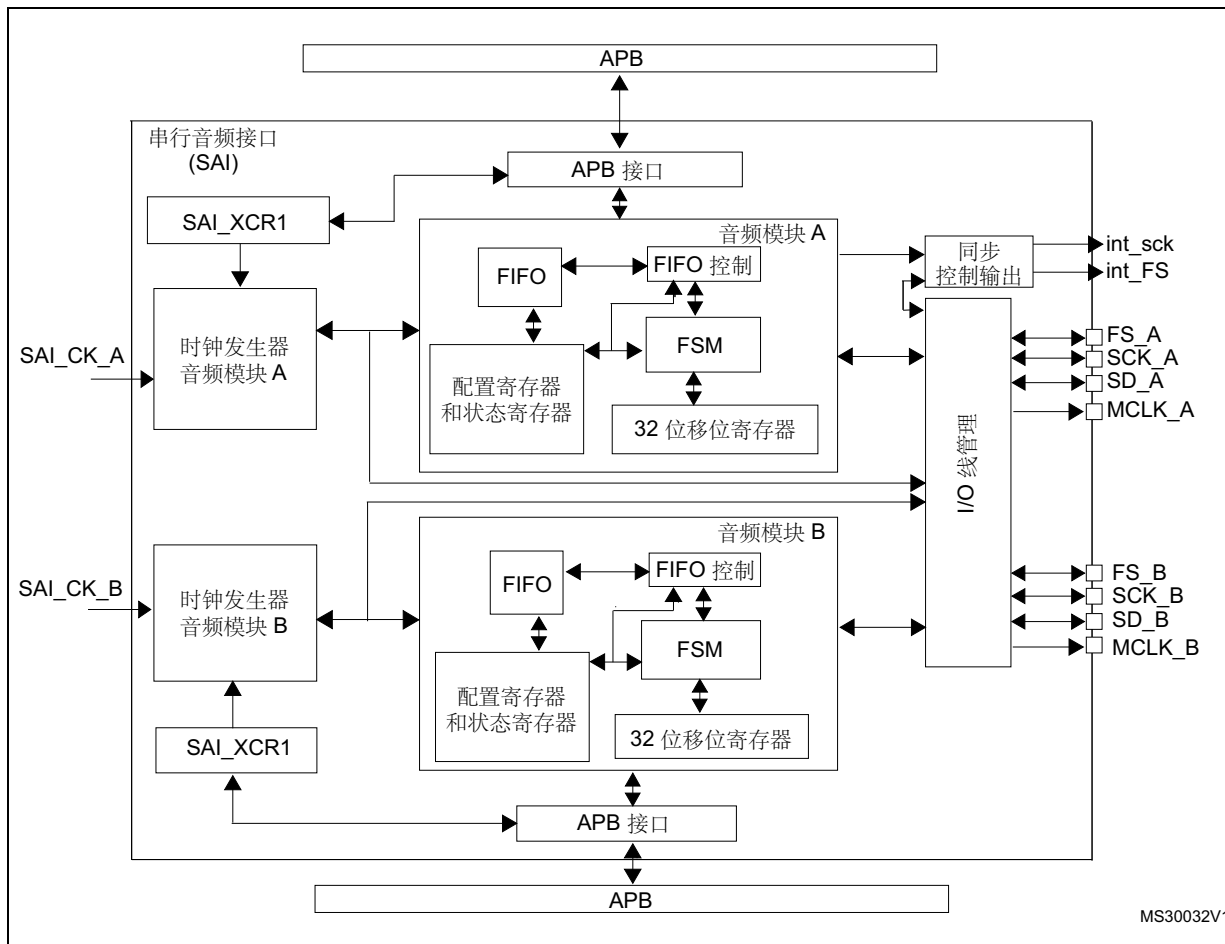 APB
串行音频接口
(SAI)
APB 接口
SAI_XCR1
音频模块 A
FIFO
FIFO 控制
同步
控制输出
int_sck
int_FS
时钟发生器
音频模块 A
SAI_CK_A
FSM
配置寄存器
和状态寄存器
32 位移位寄存器
I/O 线管理
FS_A
SCK_A
SD_A
MCLK_A
音频模块 B
FIFO
FIFO 控制
SAI_CK_B
时钟发生器
音频模块 B
FSM
配置寄存器
和状态寄存器
32 位移位寄存器
FS_B
SCK_B
SD_B
MCLK_B
SAI_XCR1
APB 接口
APB
MS30032V1